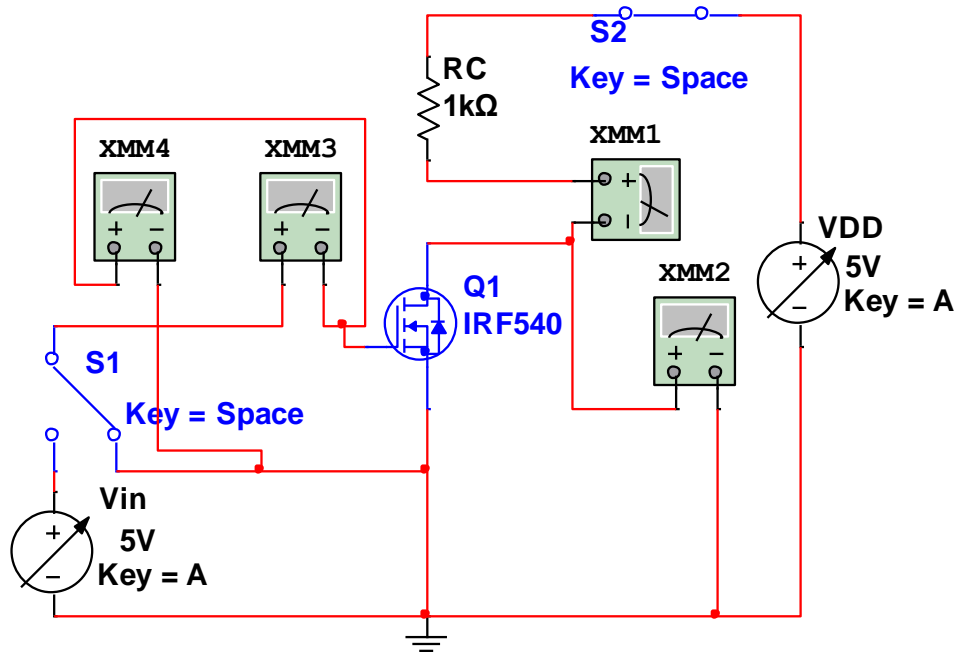 S2
Key = Space
RC
1kΩ
XMM1
XMM4
XMM3
+
−
+
−
+
−
VDD
+
5V
−
Key = A
XMM2
+
−
Q1
IRF540
S1
Key = Space
Vin
+
5V
−
Key = A